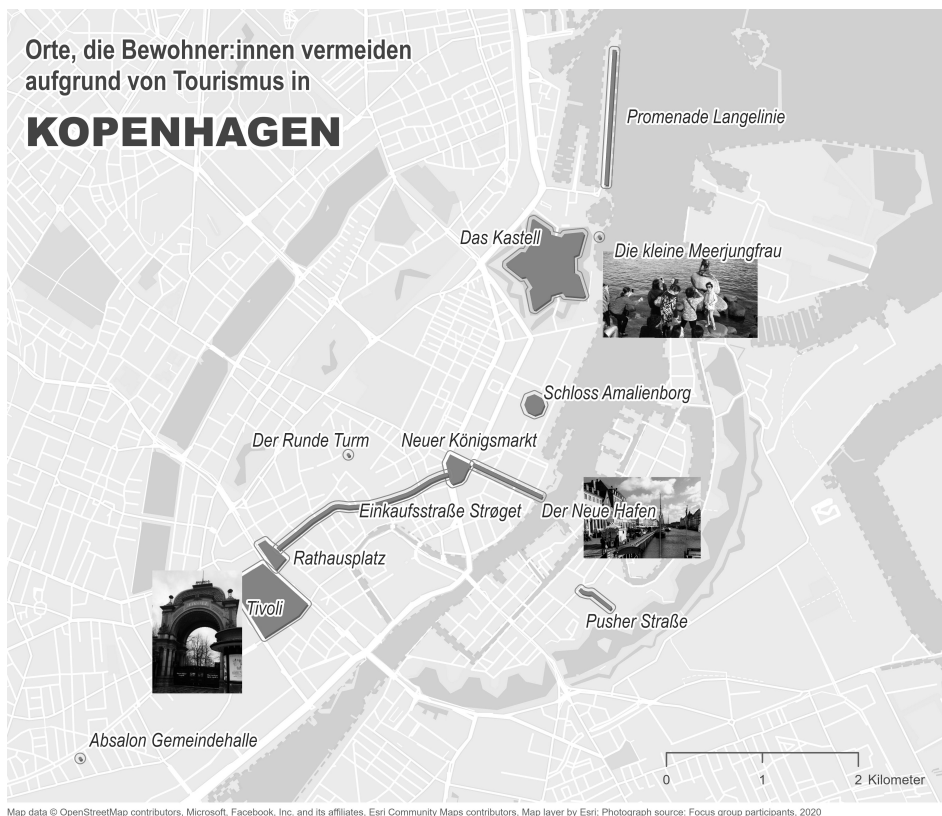 Orte, die Bewohner:innen vermeiden
aufgrund von Tourismus in
KOPENHAGEN
Promenade Langelinie
Das Kastell
Die kleine Meerjungfrau
Schloss Amalienborg
Der Runde Turm
Neuer Königsmarkt
Einkaufsstraße Strøget
Der Neue Hafen
Rathausplatz
Tivoli
Pusher Straße
Absalon Gemeindehalle
0 1 2 Kilometer
Map data © OpenStreetMap contributors, Microsoft, Facebook, Inc. and its affiliates, Esri Community Maps contributors, Map layer by Esri; Photograph source: Focus group participants, 2020